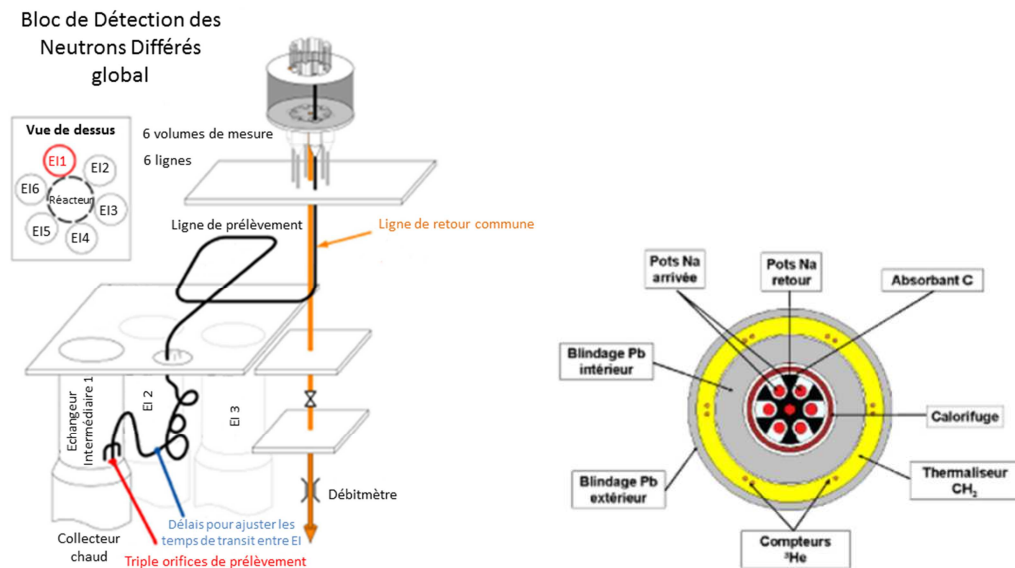 Bloc de Détection des
Neutrons Différés
global
Vue de dessus
EI1
EI2
EI6
Réacteur
EI3
EI5
EI4
6 volumes de mesure
6 lignes
Ligne de prélèvement
Ligne de retour commune
Echangeur
Intermédiaire 1
EI 2
EI 3
Débitmètre
Délais pour ajuster les
temps de transit entre EI
Collecteur
chaud
Triple orifices de prélèvement
Pots Na
arrivée
Pots Na
retour
Absorbant C
Blindage Pb
intérieur
Calorifuge
Blindage Pb
extérieur
Thermaliseur
CH₂
Compteurs
³He